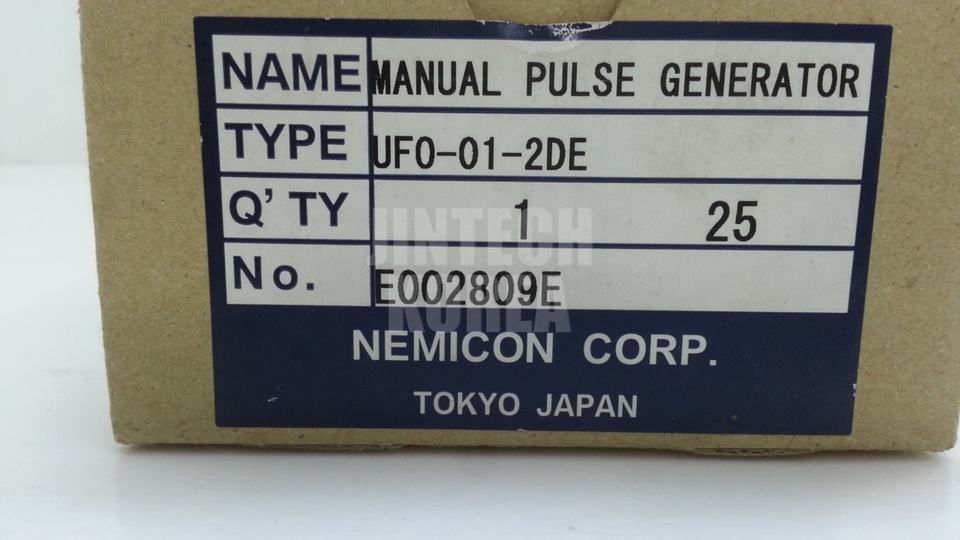 NAME MANUAL PULSE GENERATOR
TYPE UFO-01-2DE
Q'TY 1 25
No. E002809E
JINTECH
KOREA
NEMICON CORP.
TOKYO JAPAN